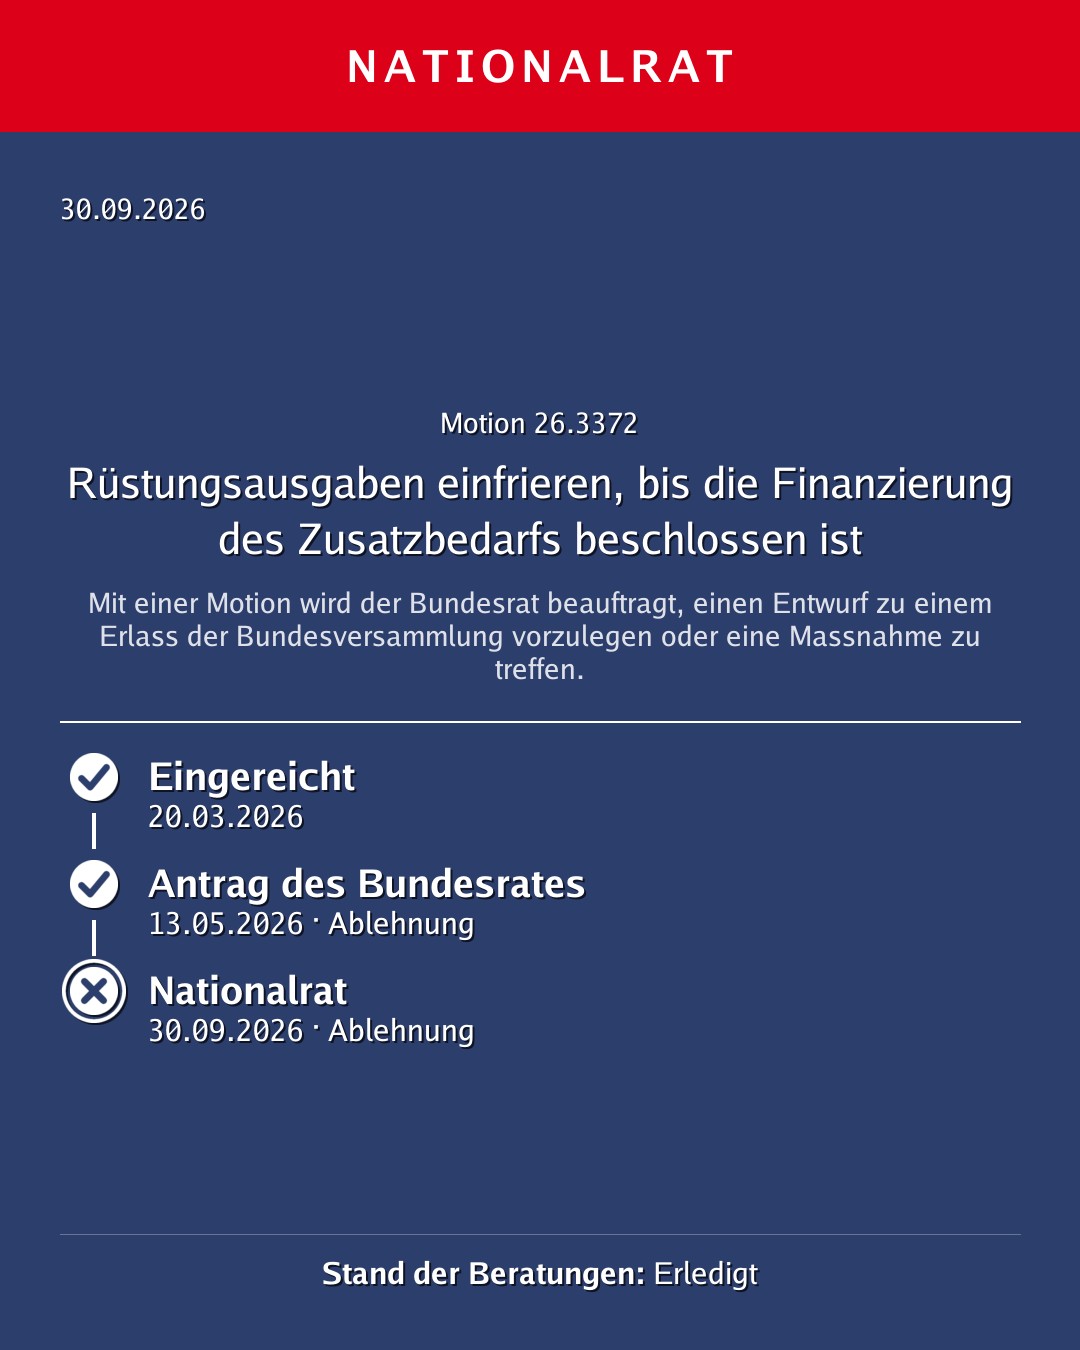 NATIONALRAT
30.09.2026
Motion 26.3372
Rüstungsausgaben einfrieren, bis die Finanzierung
des Zusatzbedarfs beschlossen ist
Mit einer Motion wird der Bundesrat beauftragt, einen Entwurf zu einem
Erlass der Bundesversammlung vorzulegen oder eine Massnahme zu
treffen.
Eingereicht
20.03.2026
Antrag des Bundesrates
13.05.2026 · Ablehnung
Nationalrat
30.09.2026 · Ablehnung
Stand der Beratungen: Erledigt